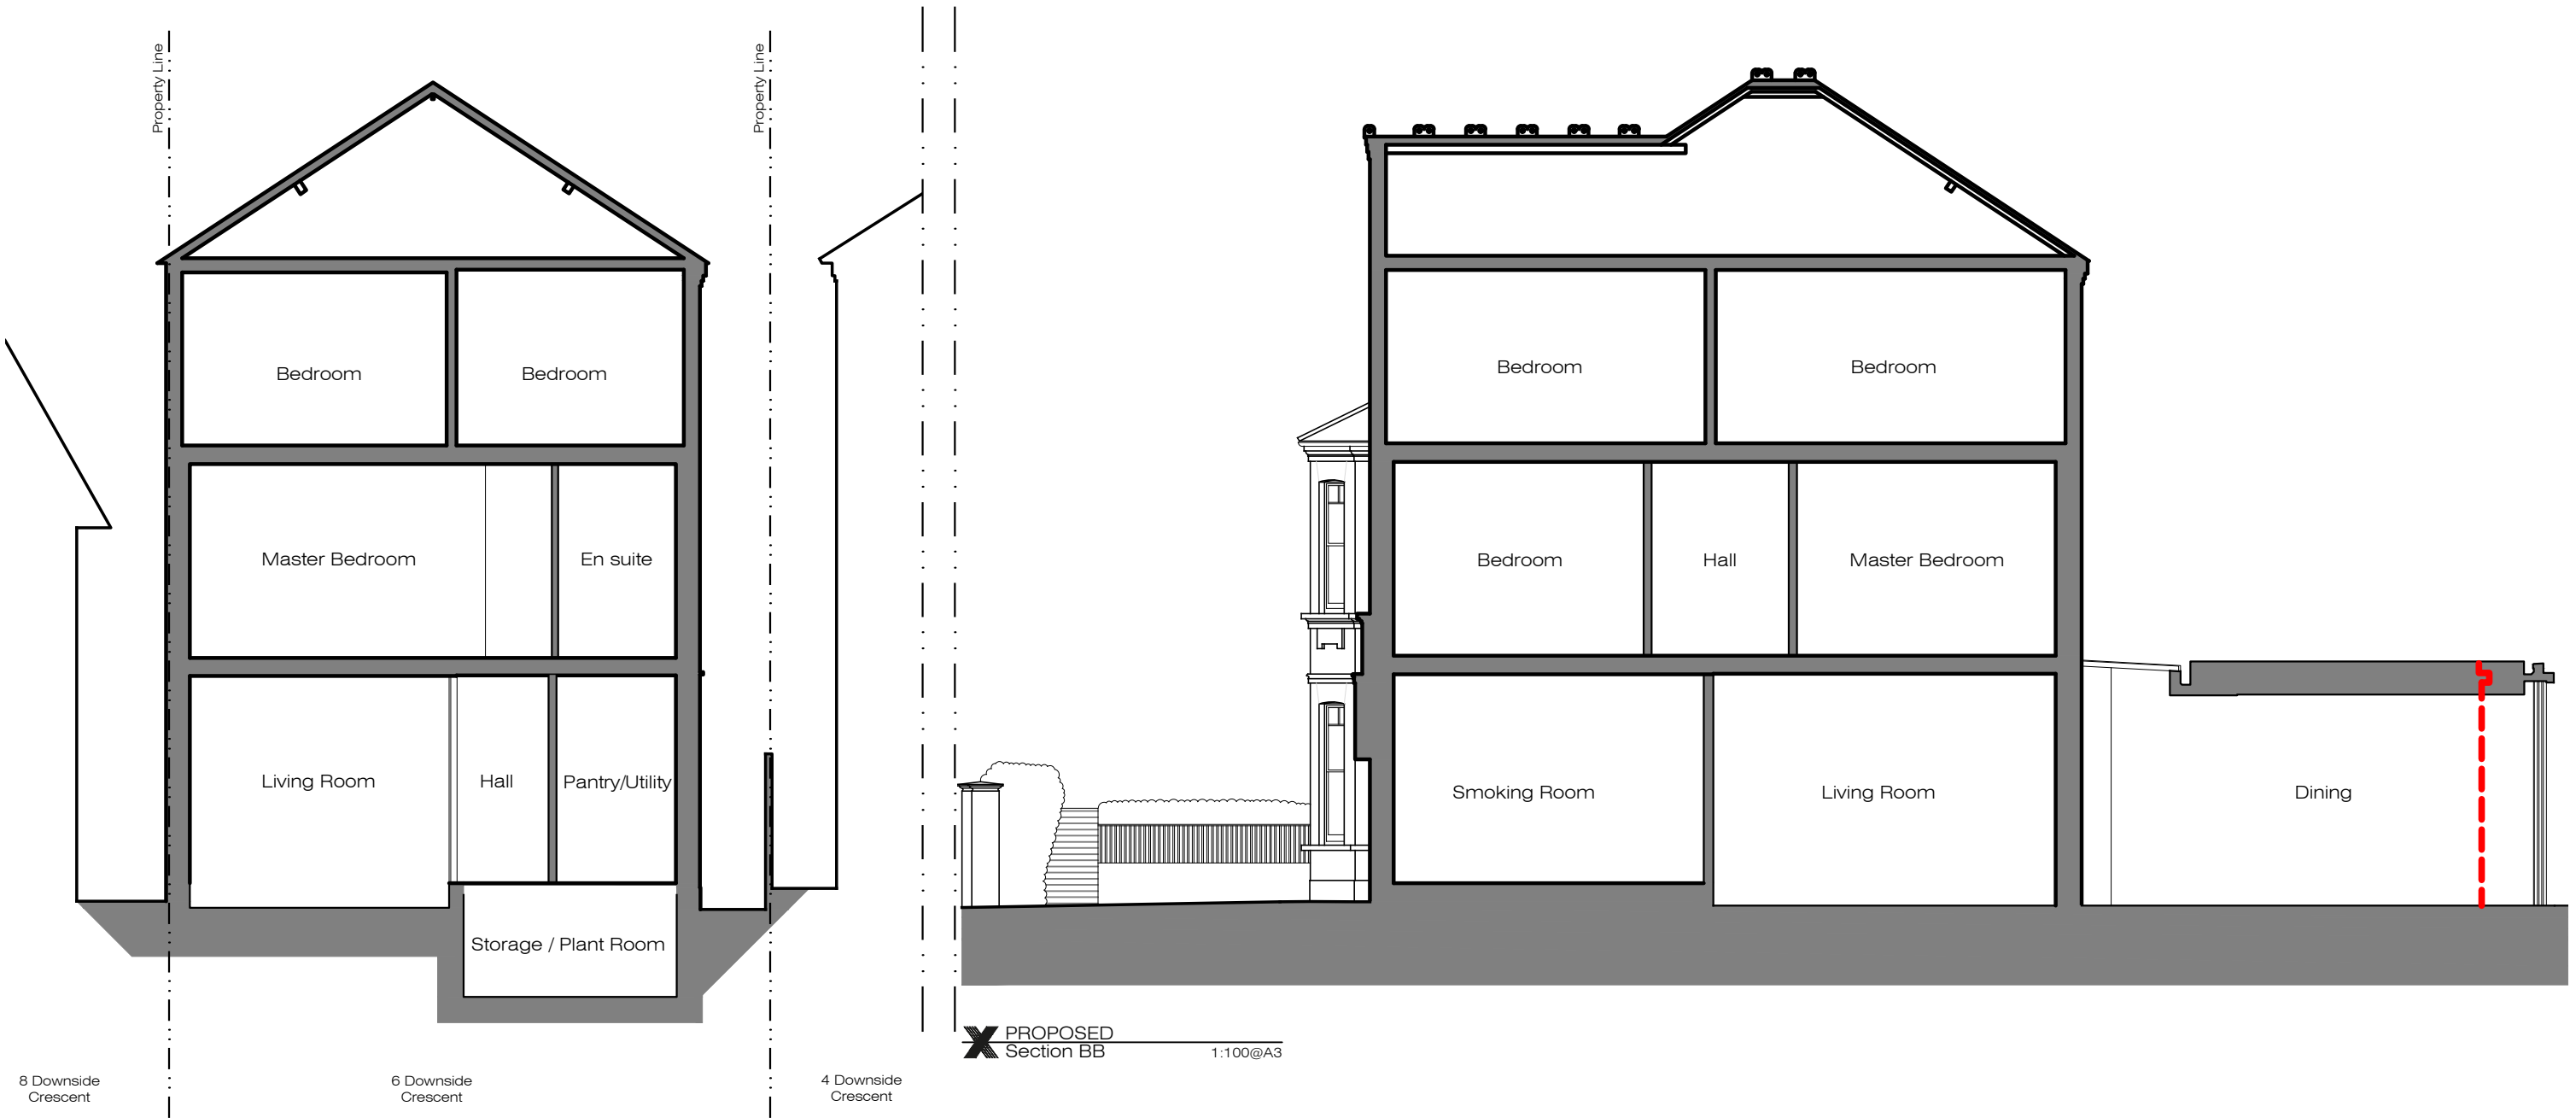 Property Line
Property Line
Bedroom
Bedroom
Master Bedroom
En suite
Living Room
Hall
Pantry/Utility
Storage / Plant Room
8 Downside
Crescent
6 Downside
Crescent
4 Downside
Crescent
Bedroom
Bedroom
Bedroom
Hall
Master Bedroom
Smoking Room
Living Room
Dining
PROPOSED
Section BB
1:100@A3